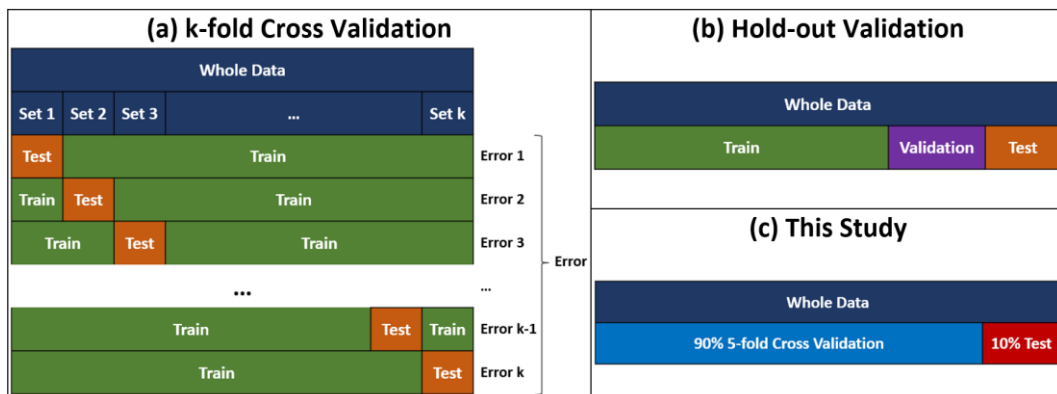 (a) k-fold Cross Validation
Whole Data
Set 1 Set 2 Set 3 ... Set k
Test Train Error 1
Train Test Train Error 2
Train Test Train Error 3
... ...
Train Test Train Error k-1
Train Test Error k
Error
(b) Hold-out Validation
Whole Data
Train Validation Test
(c) This Study
Whole Data
90% 5-fold Cross Validation 10% Test